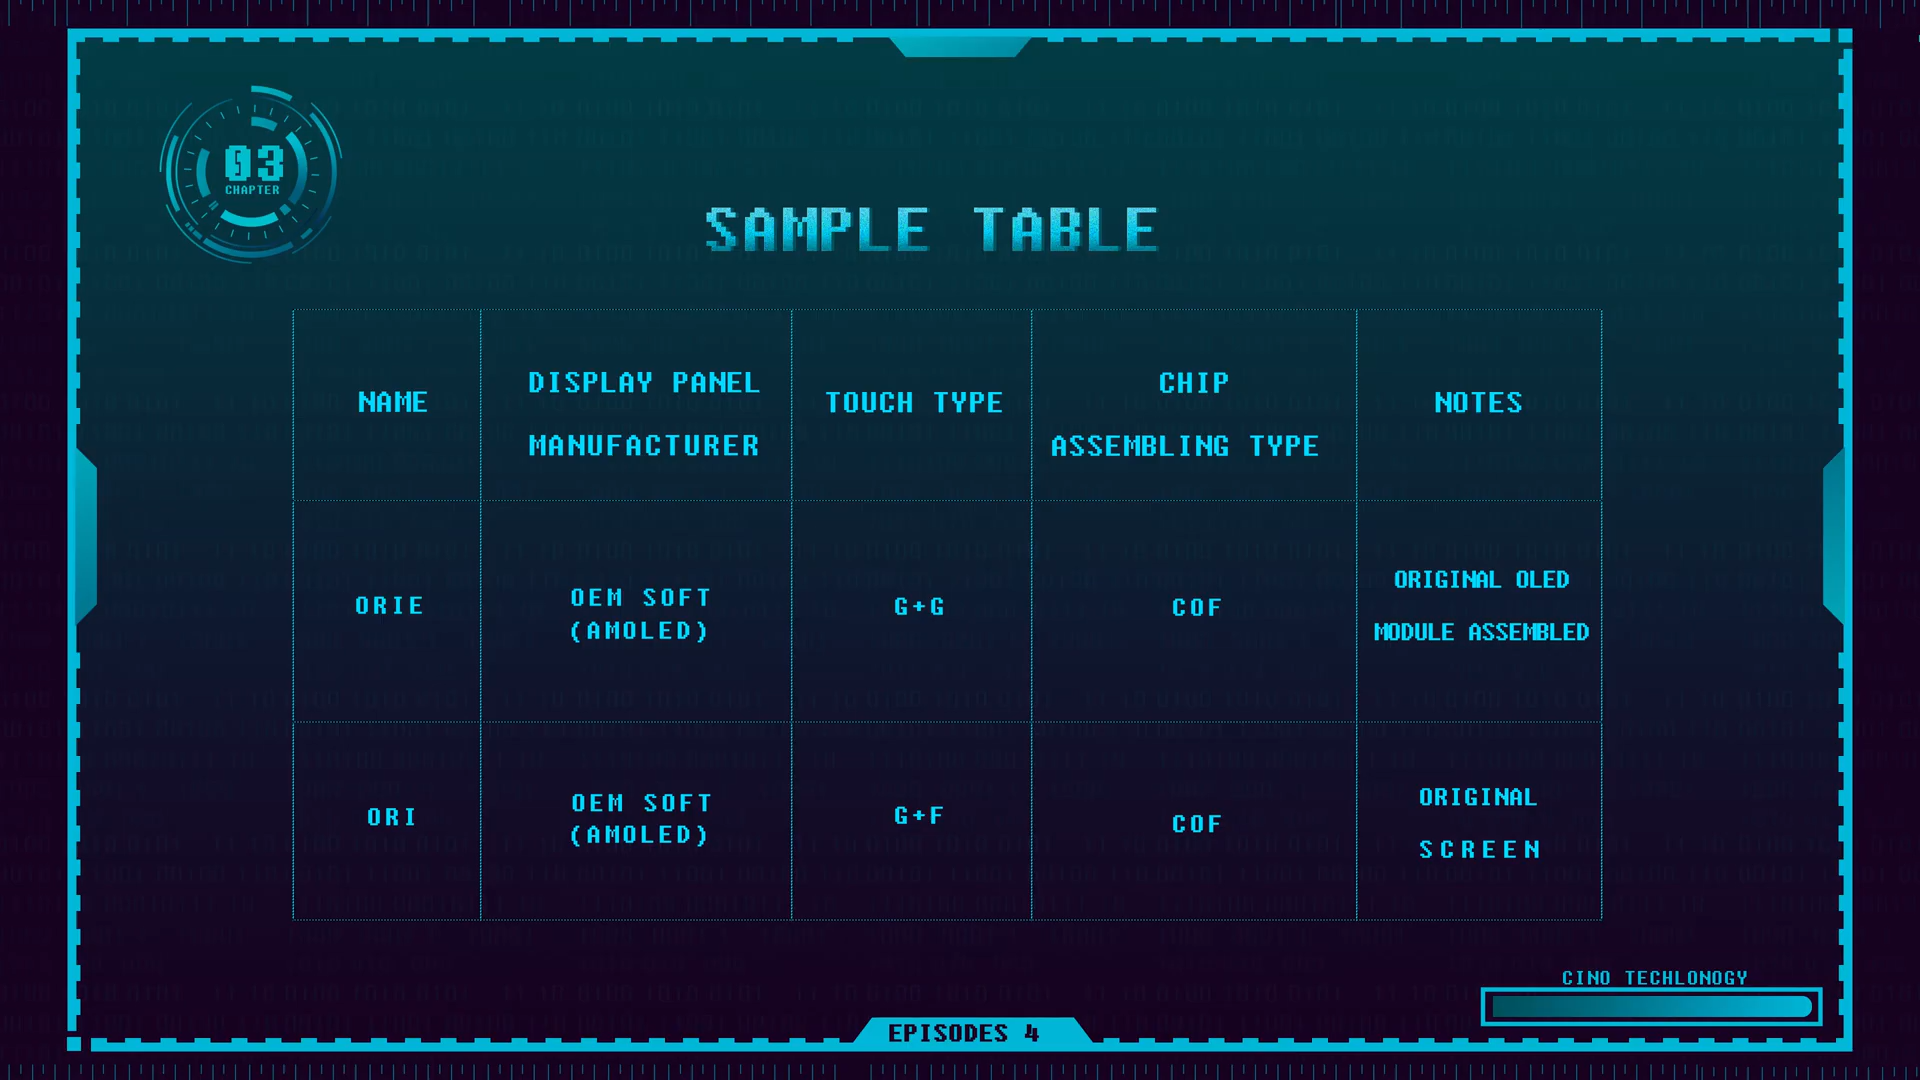 03
CHAPTER
SAMPLE TABLE
NAME
DISPLAY PANEL
MANUFACTURER
TOUCH TYPE
CHIP
ASSEMBLING TYPE
NOTES
ORIE
OEM SOFT
(AMOLED)
G+G
COF
ORIGINAL OLED
MODULE ASSEMBLED
ORI
OEM SOFT
(AMOLED)
G+F
COF
ORIGINAL
SCREEN
CINO TECHLONOGY
EPISODES 4